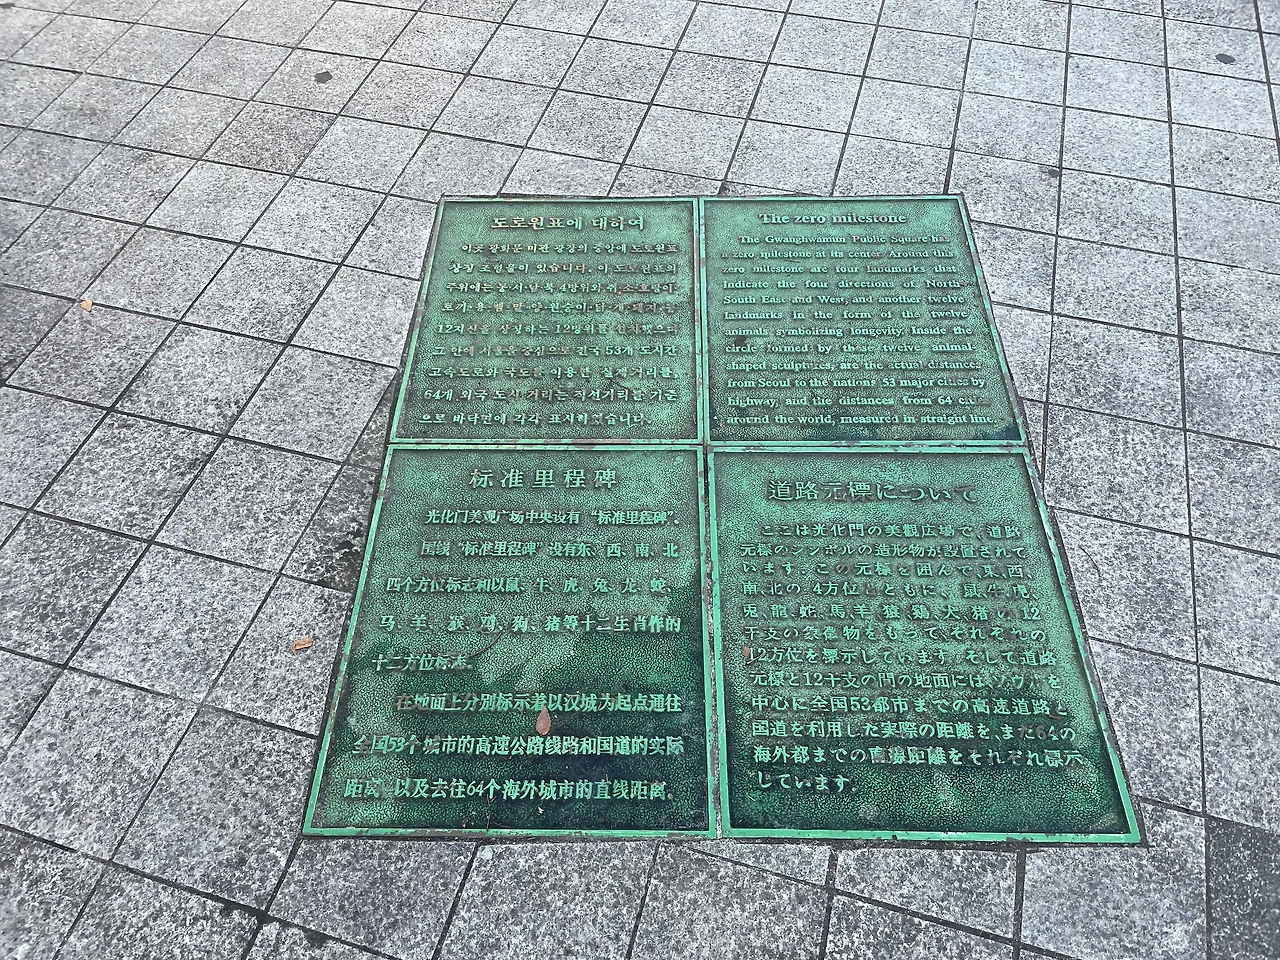 도로원표에 대하여
이곳 광화문 미관 광장의 중앙에 도로원표
상징 조형물이 있습니다. 이 도로원표의
주위에는 동·서·남·북 4방위와 쥐·소·호랑이·
토끼·용·뱀·말·양·원숭이·닭·개·돼지 등
12지신을 상징하는 12방위를 설치했으며
그 안에 서울을 중심으로 전국 53개 도시간
고속도로와 국도를 이용한 실제거리를,
64개 외국 도시 거리는 직선거리를 기준
으로 바닥면에 각각 표시하였습니다.
The zero milestone
The Gwanghwamun Public Square has
a zero milestone at its center. Around this
zero milestone are four landmarks that
Indicate the four directions of North,
South East and West, and another twelve
landmarks in the form of the twelve
animals symbolizing longevity. Inside the
circle formed by these twelve animal-
shaped sculptures, are the actual distances
from Seoul to the nations 53 major cities by
highway, and the distances from 64
around the world, measured in straight line.
标准里程碑
光化门美观广场中央设有“标准里程碑”。
围绕“标准里程碑”设有东、西、南、北
四个方位标志和以鼠、牛、虎、兔、龙、蛇、
马、羊、猴、鸡、狗、猪等十二生肖作的
十二方位标志。
在地面上分别标示着以汉城为起点通往
全国53个城市的高速公路线路和国道的实际
距离，以及去往64个海外城市的直线距离。
道路元標について
ここは光化門の美観広場で、道路
元標のシンボルの造形物が設置されて
います。この元標を囲んで、東、西、
南、北の 4方位とともに、鼠、牛、虎、
兎、龍、蛇、馬、羊、猿、鶏、犬、猪の12
干支の象徴物をもって、それぞれの
12方位を標示しています。そして道路
元標と12干支の間の地面にはソウルを
中心に全国53都市までの高速道路と
国道を利用した実際の距離を、また64の
海外都までの直線距離をそれぞれ標示
しています。